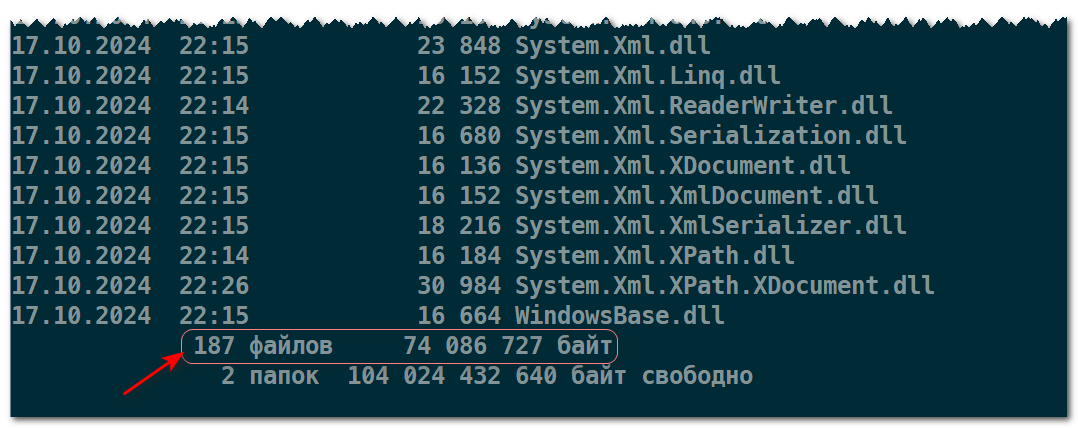 17.10.2024  22:15            23 848 System.Xml.dll
17.10.2024  22:15            16 152 System.Xml.Linq.dll
17.10.2024  22:14            22 328 System.Xml.ReaderWriter.dll
17.10.2024  22:15            16 680 System.Xml.Serialization.dll
17.10.2024  22:15            16 136 System.Xml.XDocument.dll
17.10.2024  22:15            16 152 System.Xml.XmlDocument.dll
17.10.2024  22:15            18 216 System.Xml.XmlSerializer.dll
17.10.2024  22:14            16 184 System.Xml.XPath.dll
17.10.2024  22:26            30 984 System.Xml.XPath.XDocument.dll
17.10.2024  22:15            16 664 WindowsBase.dll
             187 файлов     74 086 727 байт
               2 папок  104 024 432 640 байт свободно